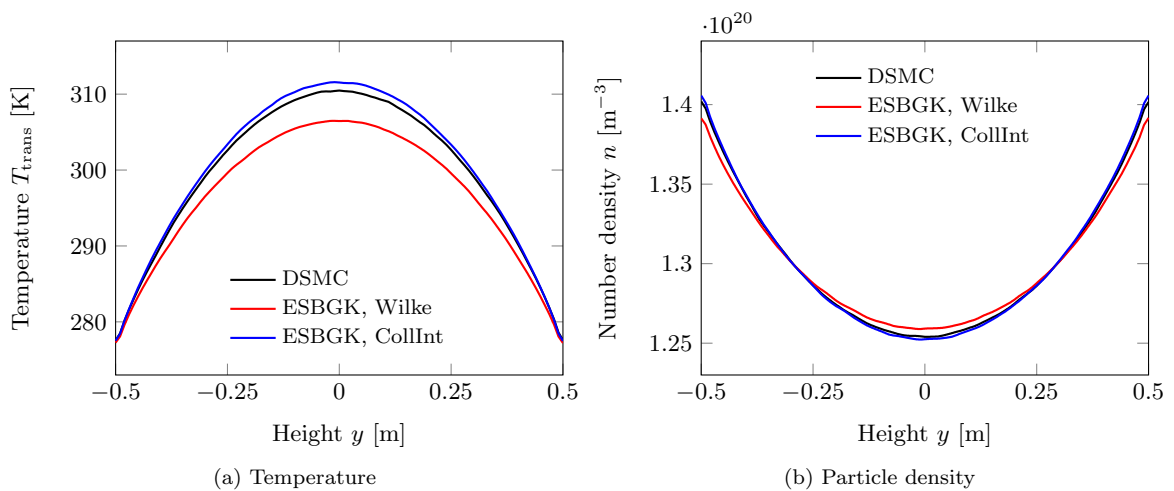 Temperature T_trans [K]
310
300
290
280
DSMC
ESBGK, Wilke
ESBGK, CollInt
−0.5 −0.25 0 0.25 0.5
Height y [m]
(a) Temperature
·10^20
Number density n [m^−3]
1.4
1.35
1.3
1.25
DSMC
ESBGK, Wilke
ESBGK, CollInt
−0.5 −0.25 0 0.25 0.5
Height y [m]
(b) Particle density